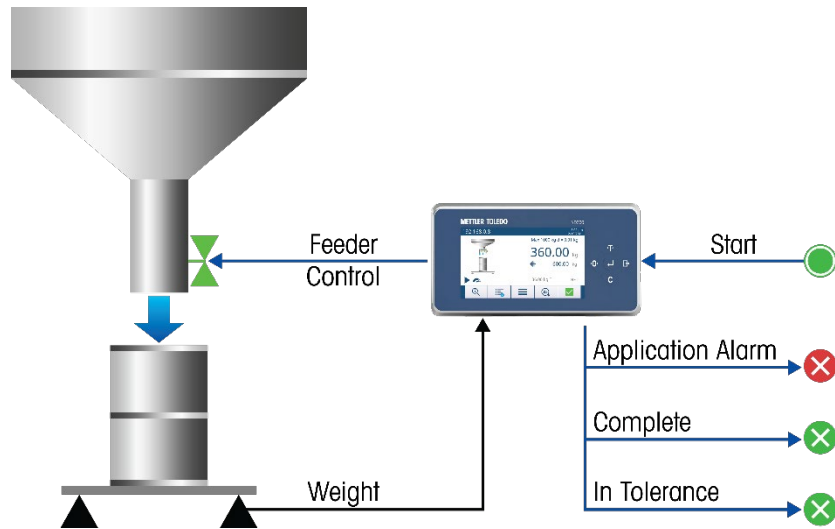 METTLER TOLEDO
360.00 kg
Feeder
Control
Start
C
Application Alarm
Complete
In Tolerance
Weight